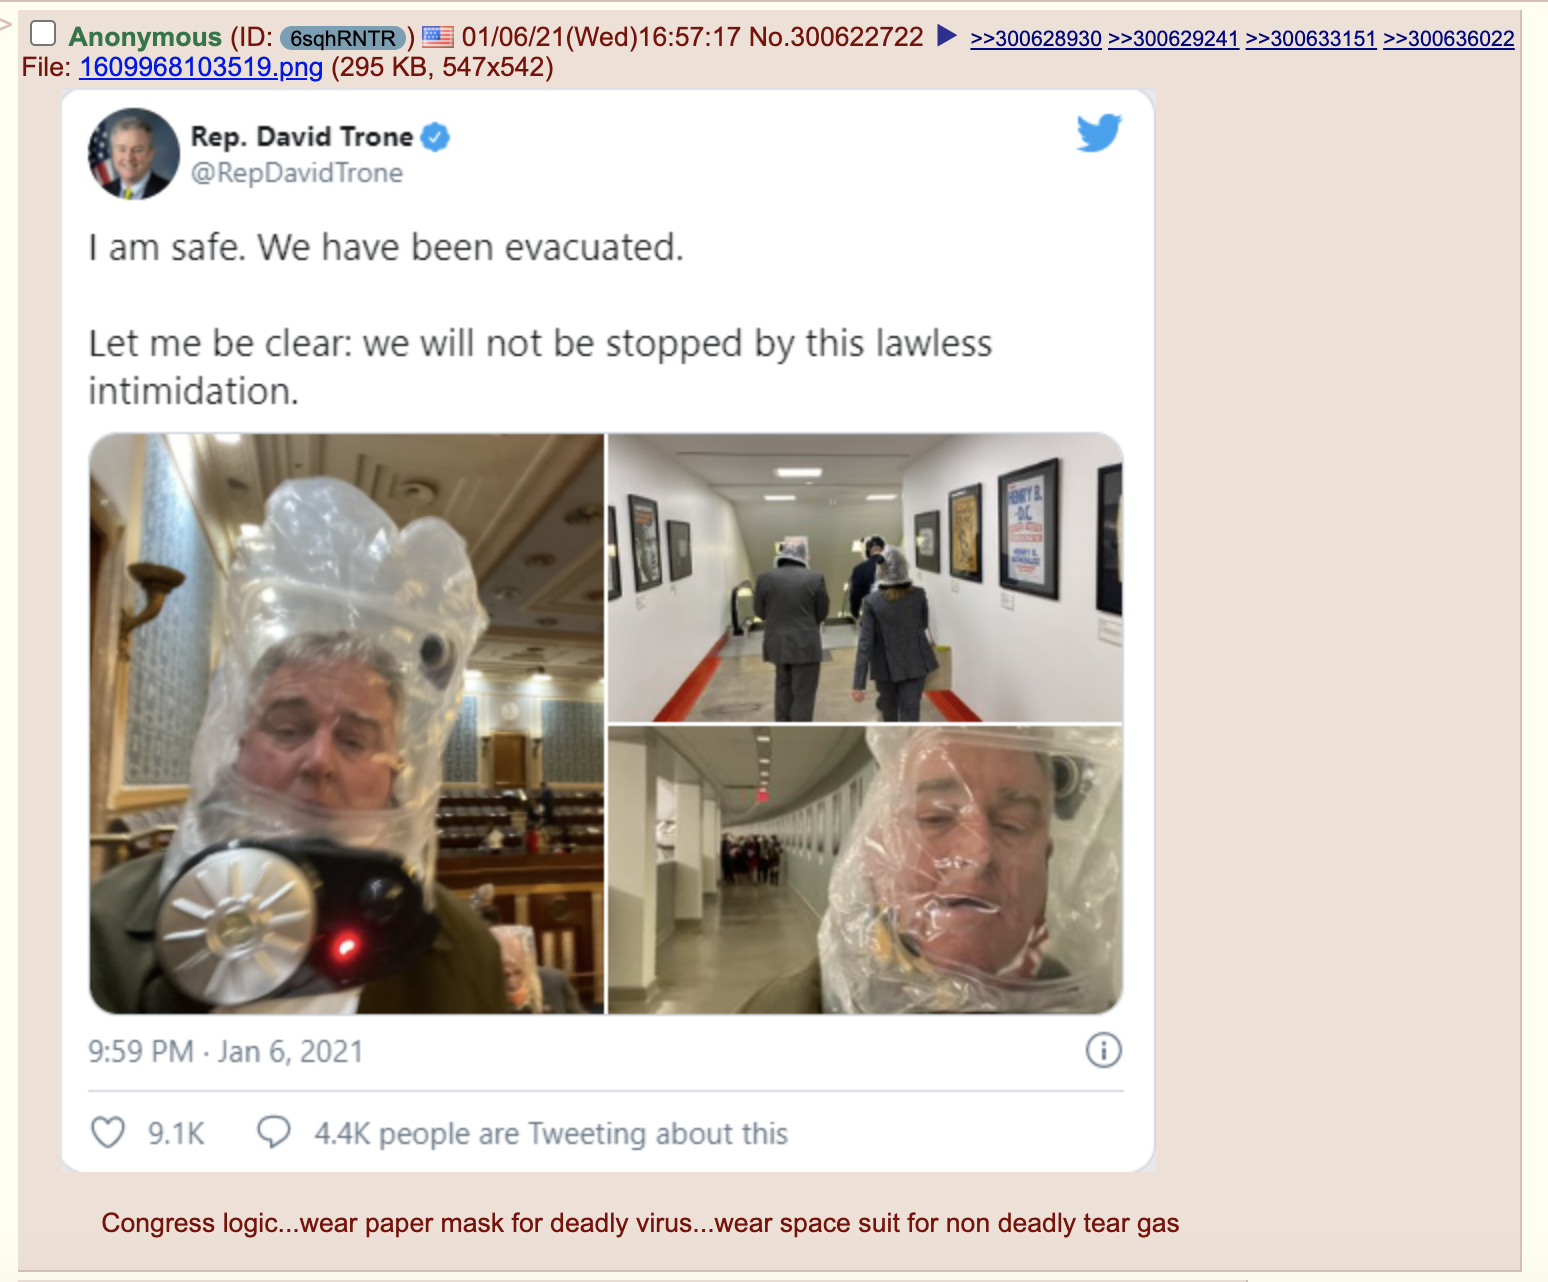 Anonymous (ID: 6sqhRNTR) 01/06/21(Wed)16:57:17 No.300622722 ▶ >>300628930 >>300629241 >>300633151 >>300636022
File: 1609968103519.png (295 KB, 547x542)
Rep. David Trone
@RepDavidTrone
I am safe. We have been evacuated.
Let me be clear: we will not be stopped by this lawless
intimidation.
HENRY B.
9:59 PM · Jan 6, 2021
9.1K 4.4K people are Tweeting about this
Congress logic...wear paper mask for deadly virus...wear space suit for non deadly tear gas